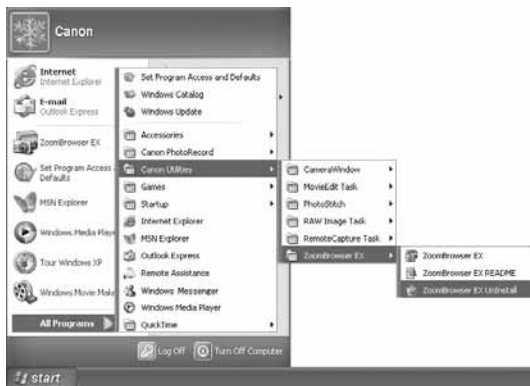 Canon
Internet
Internet Explorer
E-mail
Outlook Express
ZoomBrowser EX
Set Program Access
Defaults
MSN Explorer
Windows Media Playe
Tour Windows XP
Windows Movie Make
All Programs
Set Program Access and Defaults
Windows Catalog
Windows Update
Accessories
Canon PhotoRecord
Canon Utilities
Games
Startup
Internet Explorer
MSN Explorer
Outlook Express
Remote Assistance
Windows Messenger
Windows Media Player
QuickTime
CameraWindow
MovieEdit Task
PhotoStitch
RAW Image Task
RemoteCapture Task
ZoomBrowser EX
ZoomBrowser EX
ZoomBrowser EX README
ZoomBrowser EX UnInstall
Log Off
Turn Off Computer
start